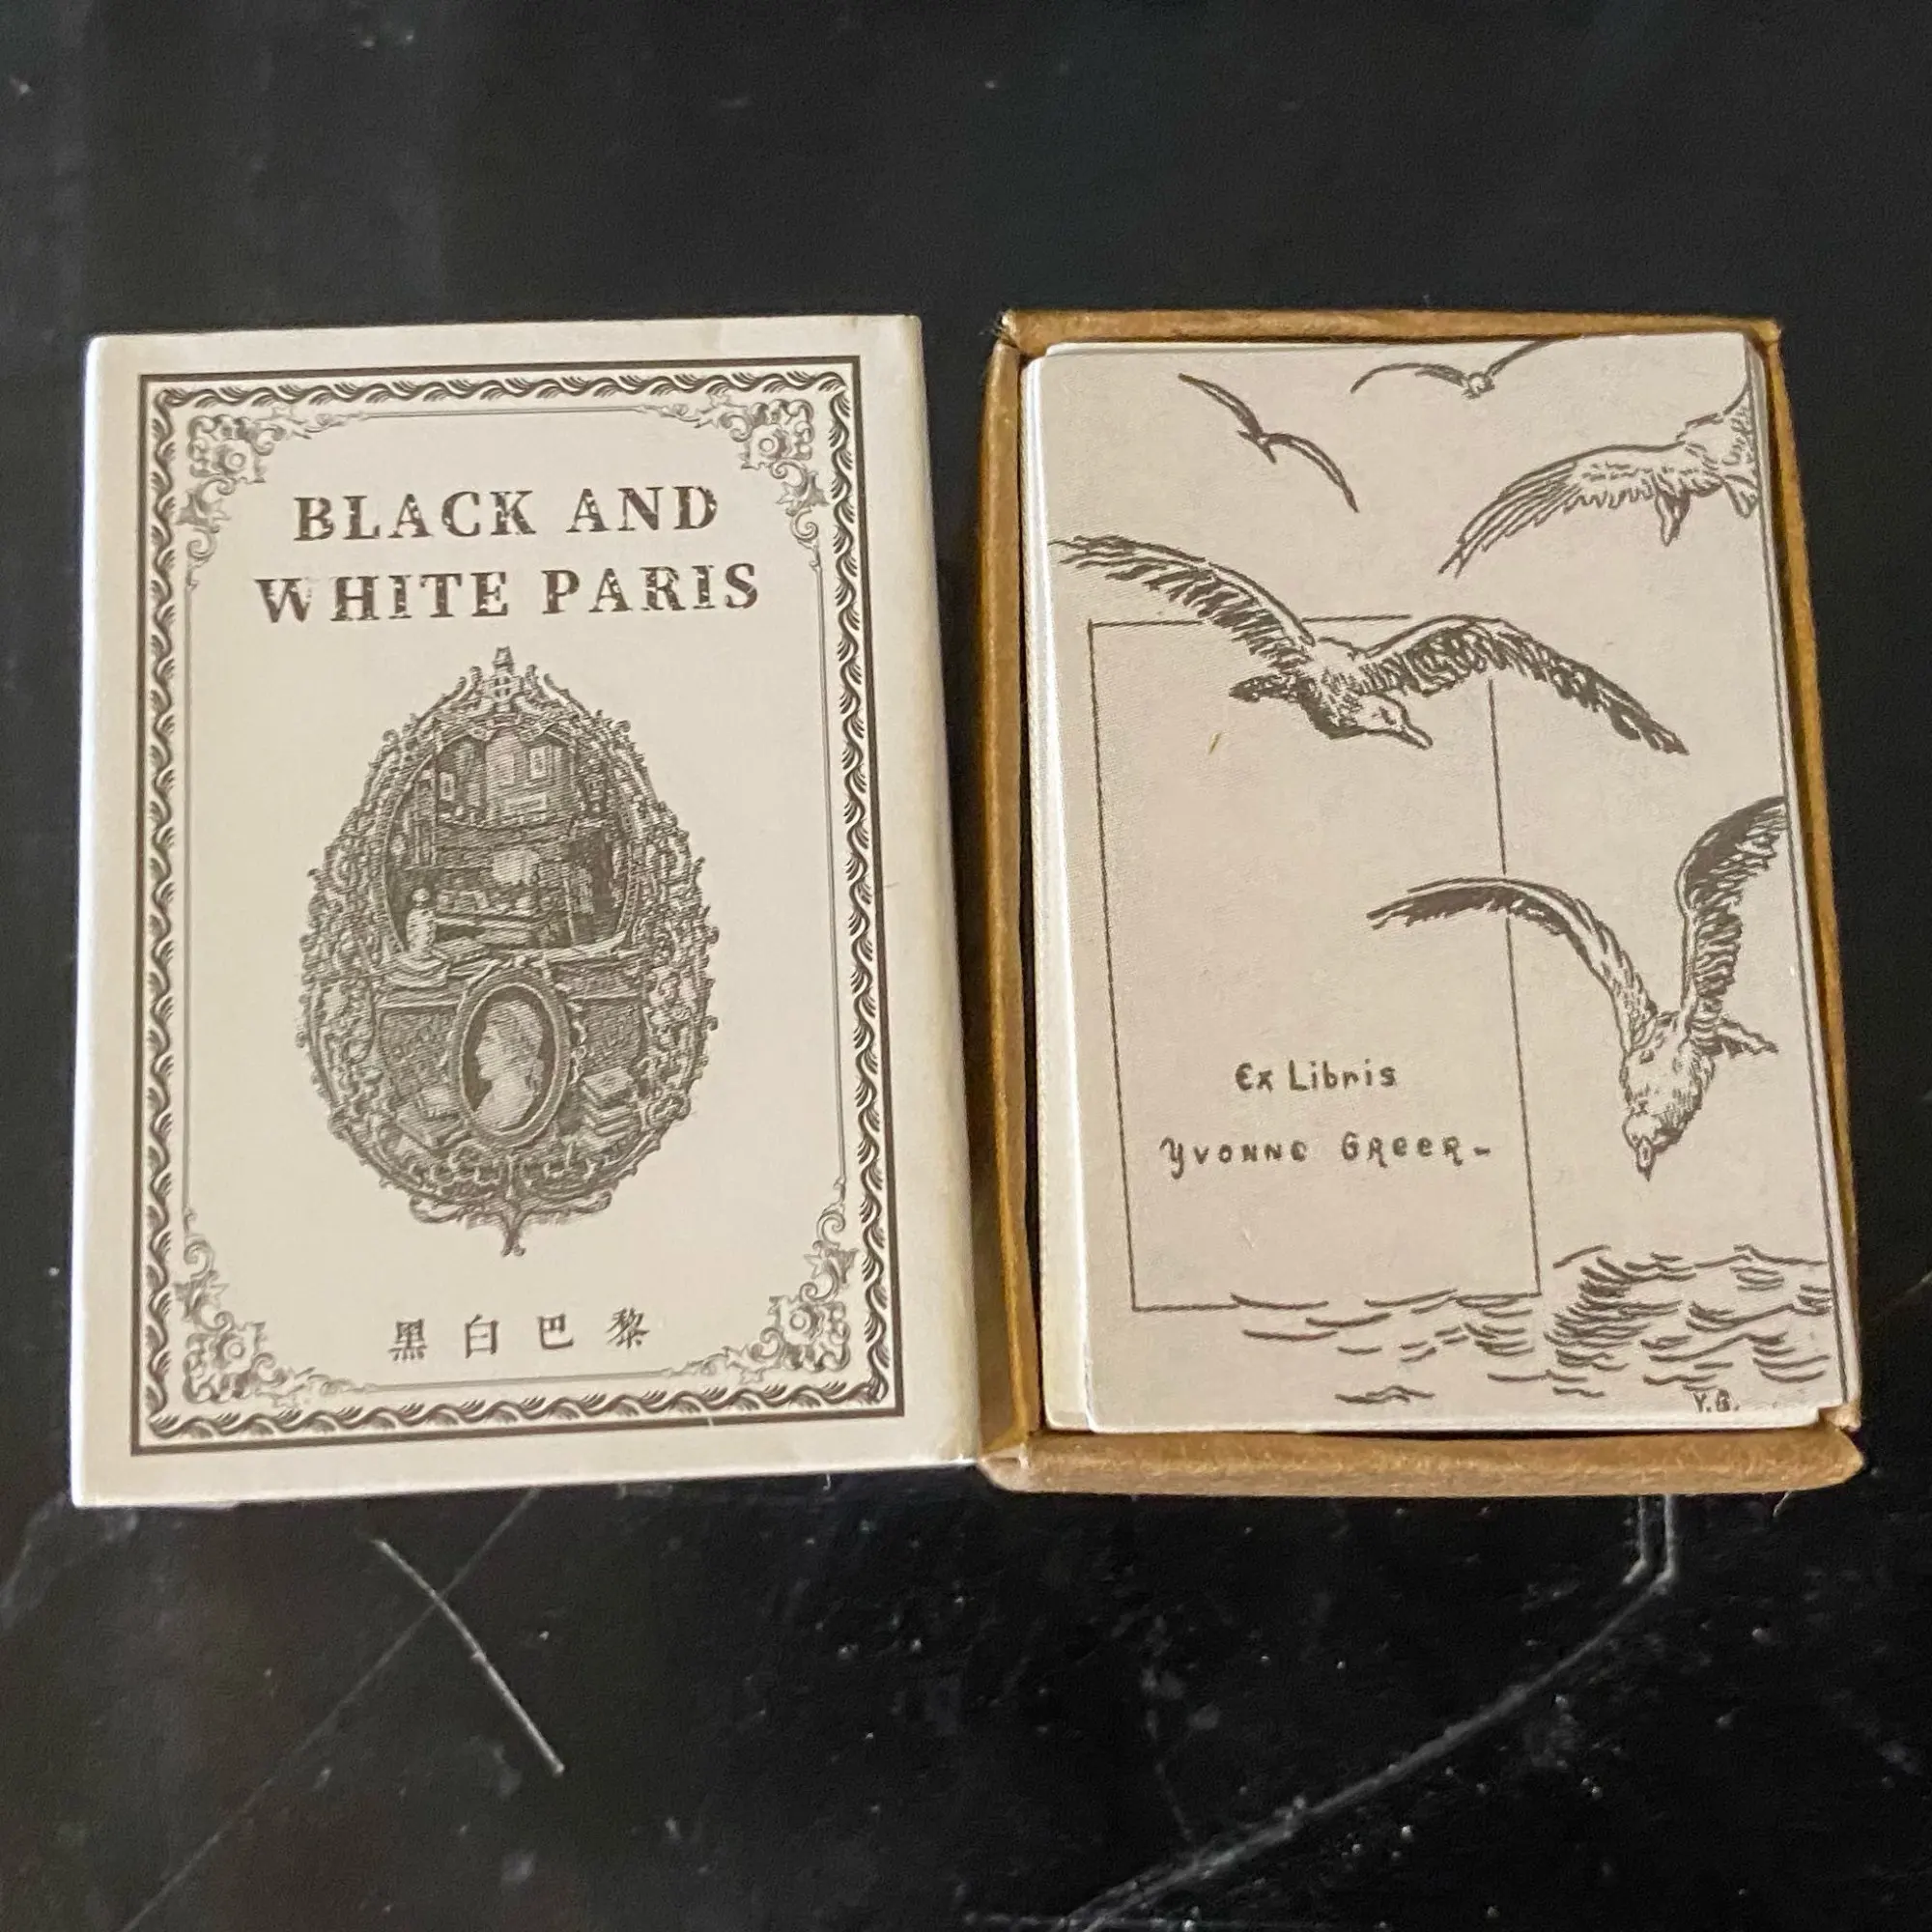 BLACK AND
WHITE PARIS
黑白巴黎
Ex Libris
Yvonne Greer-
Y.G.